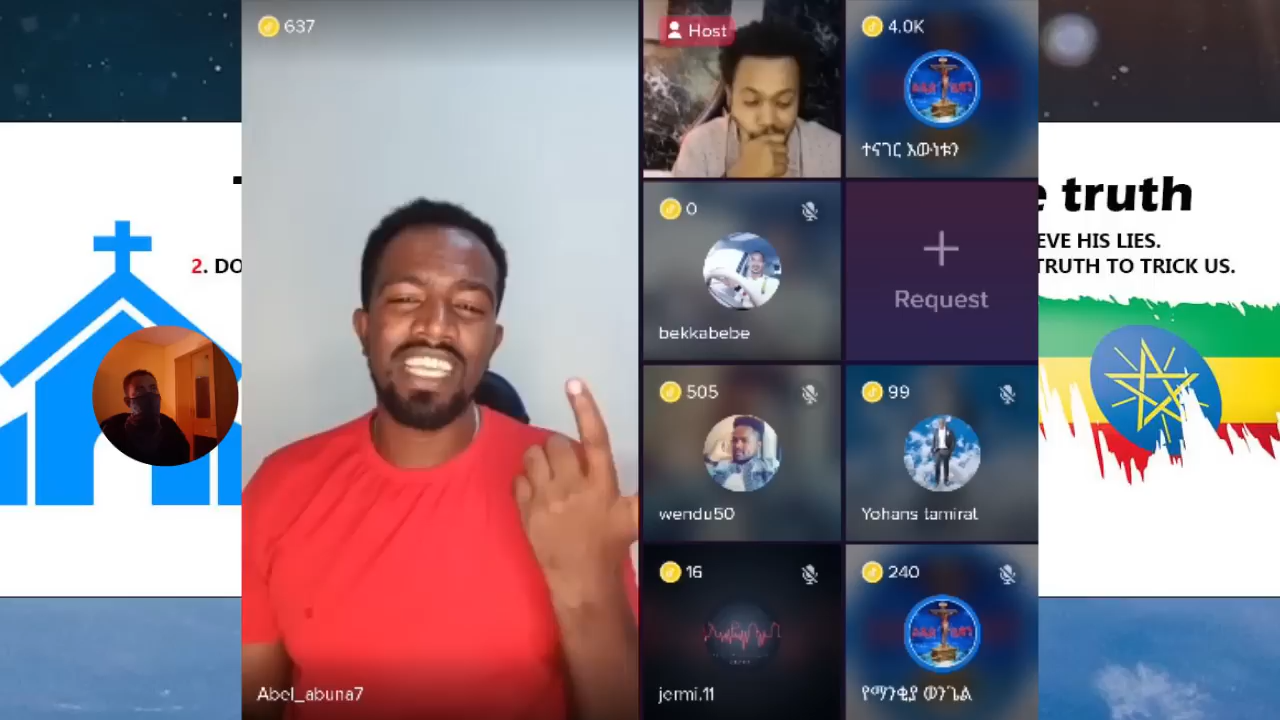 637
Host
4.0K
ተናገር እውነቱን
e truth
0
EVE HIS LIES.
2. DO
TRUTH TO TRICK US.
Request
bekkabebe
505
99
wendu50
Yohans tamirat
16
240
Abel_abuna7
jermi.11
የማንቂያ ወንጌል